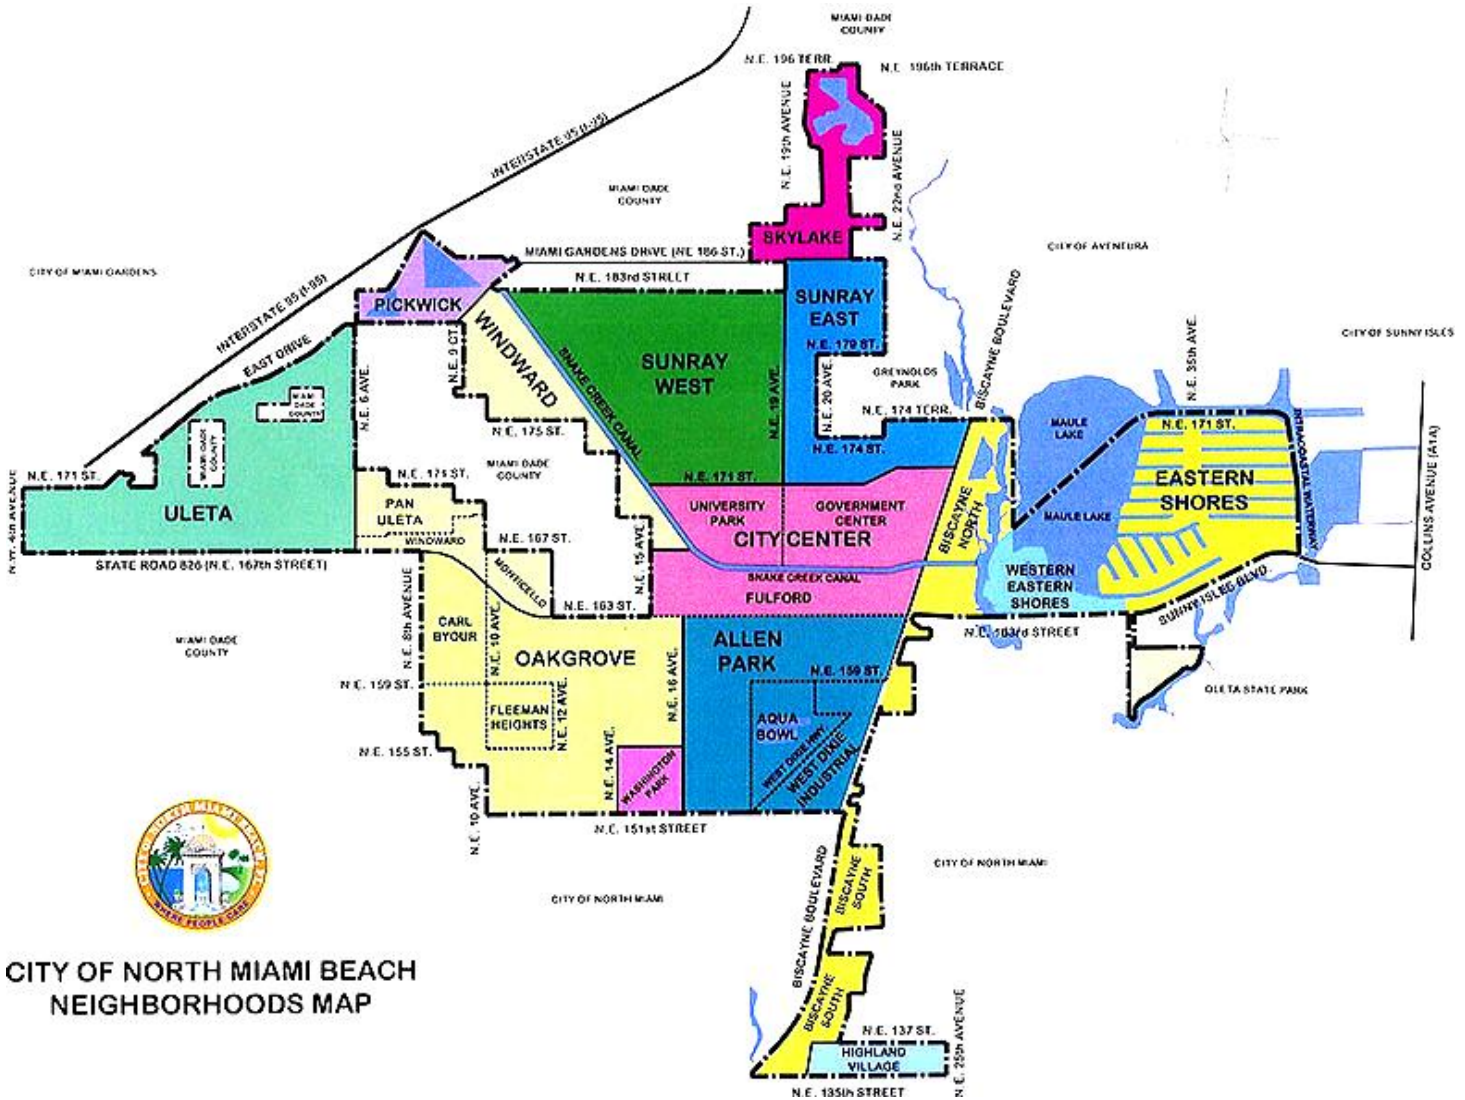 MIAMI-DADE
COUNTY
N.E. 196 TERR.
N.E. 196th TERRACE
N.E. 19th AVENUE
N.E. 22nd AVENUE
INTERSTATE 95 (I-95)
MIAMI DADE
COUNTY
SKYLAKE
CITY OF AVENTURA
MIAMI GARDENS DRIVE (NE 186 ST.)
N.E. 183rd STREET
CITY OF MIAMI GARDENS
INTERSTATE 95 (I-95)
PICKWICK
SUNRAY
EAST
BISCAYNE BOULEVARD
CITY OF SUNNY ISLES
N.E. 35th AVE.
EAST DRIVE
N.E. 9 CT.
WINDWARD
SNAKE CREEK CANAL
SUNRAY
WEST
N.E. 179 ST.
N.E. 20 AVE.
GREYNOLDS
PARK
N.E. 6 AVE.
N.E. 19 AVE.
MIAMI
DADE
COUNTY
MIAMI-DADE
COUNTY
N.E. 174 TERR.
N.E. 175 ST.
N.E. 174 ST.
MAULE
LAKE
N.E. 171 ST.
INTRACOASTAL WATERWAY
COLLINS AVENUE (A1A)
N.E. 171 ST.
MIAMI DADE
COUNTY
N.E. 171 ST.
EASTERN
SHORES
ULETA
PAN
ULETA
WINDWARD
UNIVERSITY
PARK
GOVERNMENT
CENTER
CITY CENTER
BISCAYNE
NORTH
MAULE LAKE
N.E. 167 ST.
N.E. 15 AVE.
STATE ROAD 826 (N.E. 167th STREET)
MONTICELLO
SNAKE CREEK CANAL
FULFORD
WESTERN
EASTERN
SHORES
SUNNY ISLES BLVD.
N.E. 163 ST.
N.E. 163rd STREET
N.E. 8th AVENUE
CARL
BYOUR
N.E. 10 AVE.
OAKGROVE
ALLEN
PARK
MIAMI DADE
COUNTY
N.E. 159 ST.
N.E. 159 ST.
OLETA STATE PARK
N.E. 16 AVE.
FLEEMAN
HEIGHTS
N.E. 12 AVE.
AQUA
BOWL
WEST DIXIE HWY
WEST DIXIE
INDUSTRIAL
N.E. 155 ST.
N.E. 14 AVE.
WASHINGTON
PARK
N.E. 10 AVE.
N.E. 151st STREET
CITY OF NORTH MIAMI
BISCAYNE BOULEVARD
BISCAYNE
SOUTH
CITY OF NORTH MIAMI
WHERE PEOPLE CARE
CITY OF NORTH MIAMI BEACH
NEIGHBORHOODS MAP
BISCAYNE
SOUTH
N.E. 137 ST.
HIGHLAND
VILLAGE
N.E. 25th AVENUE
N.E. 135th STREET